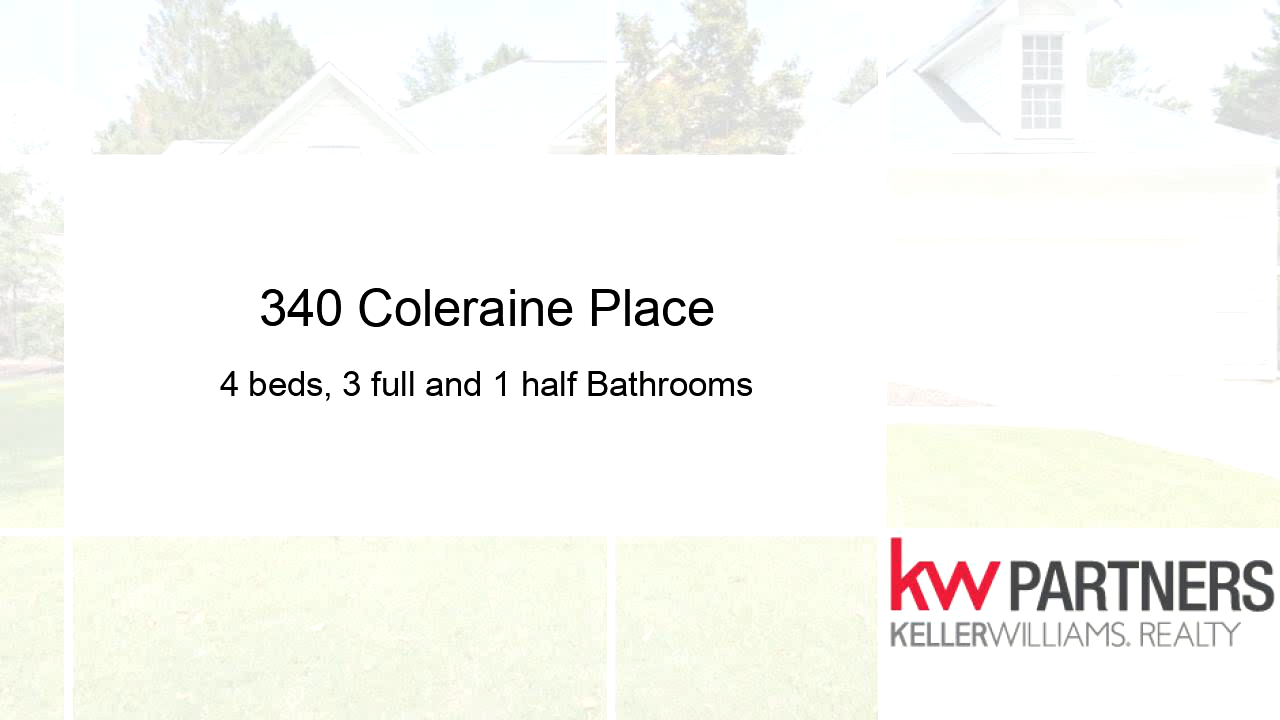 340 Coleraine Place
4 beds, 3 full and 1 half Bathrooms
kw PARTNERS
KELLERWILLIAMS. REALTY